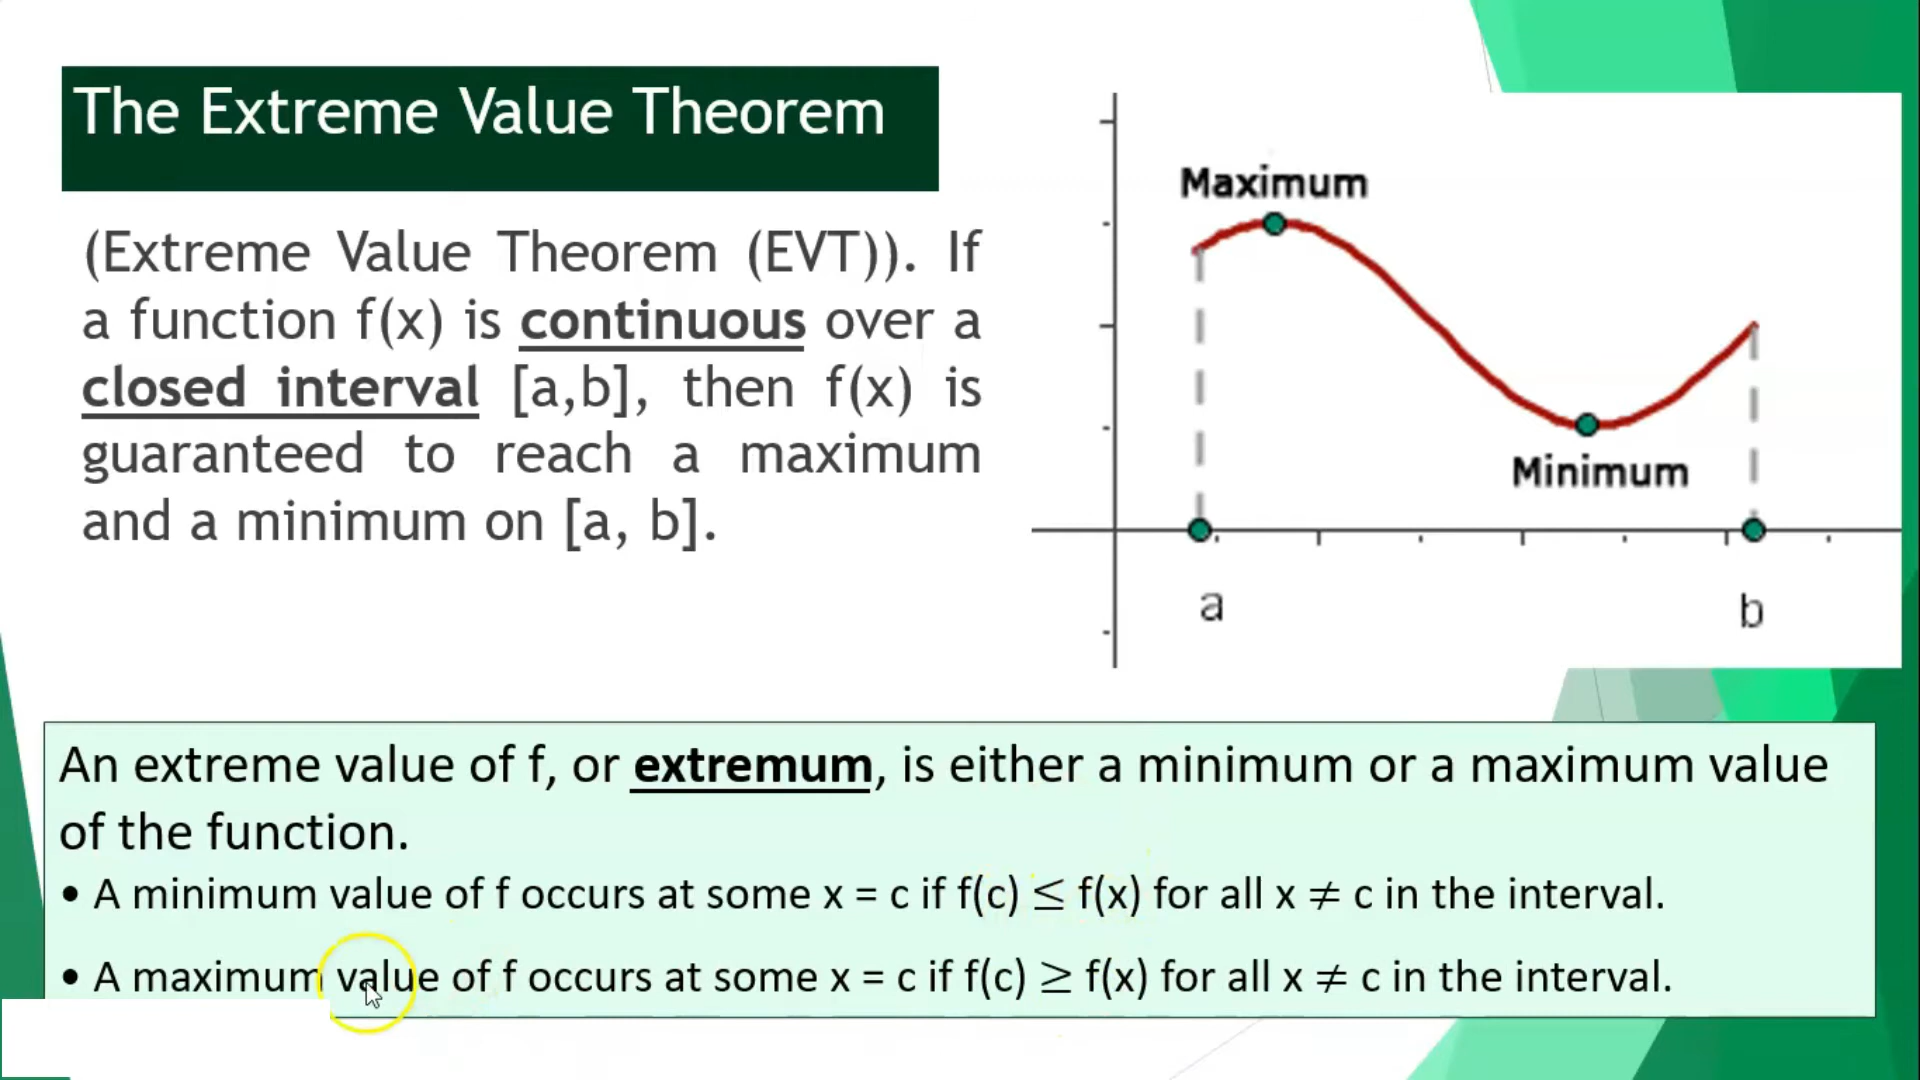 The Extreme Value Theorem
(Extreme Value Theorem (EVT)). If
a function f(x) is continuous over a
closed interval [a,b], then f(x) is
guaranteed to reach a maximum
and a minimum on [a, b].
Maximum
Minimum
a
b
An extreme value of f, or extremum, is either a minimum or a maximum value
of the function.
• A minimum value of f occurs at some x = c if f(c) ≤ f(x) for all x ≠ c in the interval.
• A maximum value of f occurs at some x = c if f(c) ≥ f(x) for all x ≠ c in the interval.